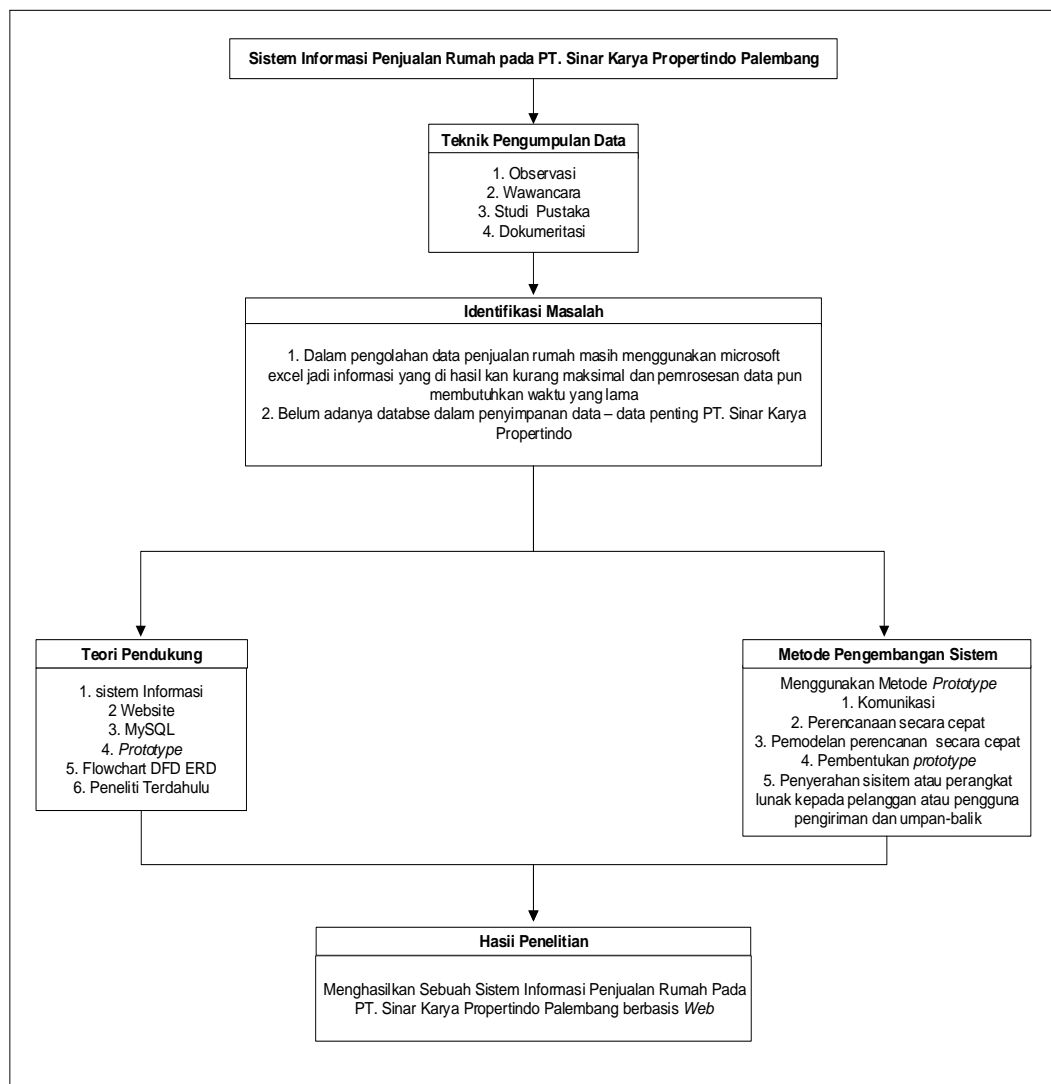 Sistem Informasi Penjualan Rumah pada PT. Sinar Karya Propertindo Palembang
Teknik Pengumpulan Data
1. Observasi
2. Wawancara
3. Studi Pustaka
4. Dokumeritasi
Identifikasi Masalah
1. Dalam pengolahan data penjualan rumah masih menggunakan microsoft
excel jadi informasi yang di hasil kan kurang maksimal dan pemrosesan data pun
membutuhkan waktu yang lama
2. Belum adanya databse dalam penyimpanan data – data penting PT. Sinar Karya
Propertindo
Teori Pendukung
1. sistem Informasi
2 Website
3. MySQL
4. Prototype
5. Flowchart DFD ERD
6. Peneliti Terdahulu
Metode Pengembangan Sistem
Menggunakan Metode Prototype
1. Komunikasi
2. Perencanaan secara cepat
3. Pemodelan perencanan secara cepat
4. Pembentukan prototype
5. Penyerahan sisitem atau perangkat
lunak kepada pelanggan atau pengguna
pengiriman dan umpan-balik
Hasii Penelitian
Menghasilkan Sebuah Sistem Informasi Penjualan Rumah Pada
PT. Sinar Karya Propertindo Palembang berbasis Web